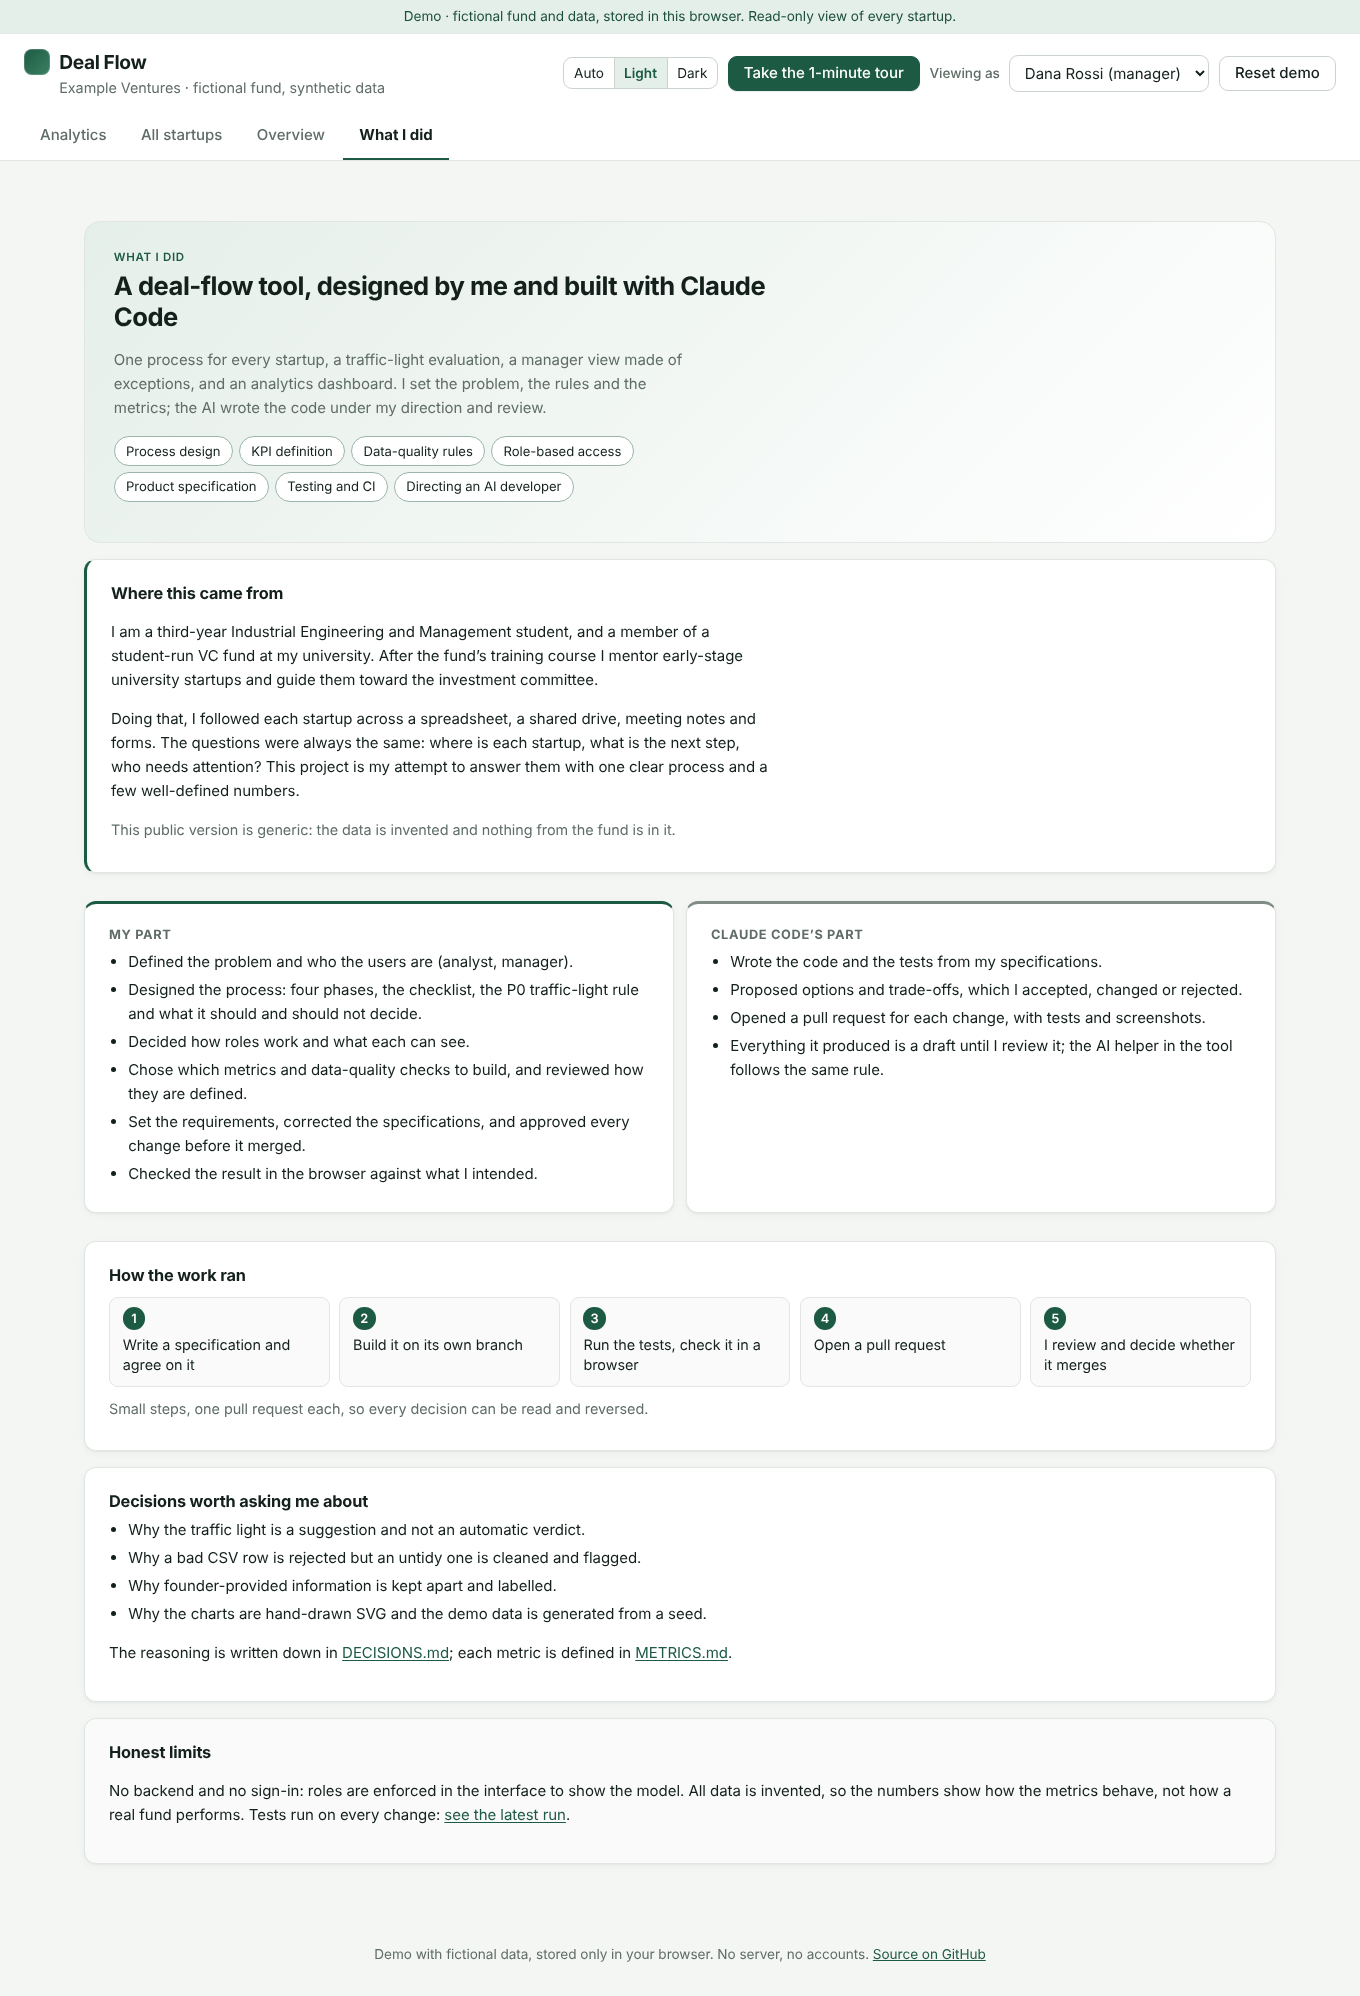 Demo · fictional fund and data, stored in this browser. Read-only view of every startup.
Deal Flow
Example Ventures · fictional fund, synthetic data
Auto Light Dark
Take the 1-minute tour
Viewing as
Dana Rossi (manager)
Reset demo
Analytics
All startups
Overview
What I did
WHAT I DID
A deal-flow tool, designed by me and built with Claude
Code
One process for every startup, a traffic-light evaluation, a manager view made of
exceptions, and an analytics dashboard. I set the problem, the rules and the
metrics; the AI wrote the code under my direction and review.
Process design
KPI definition
Data-quality rules
Role-based access
Product specification
Testing and CI
Directing an AI developer
Where this came from
I am a third-year Industrial Engineering and Management student, and a member of a
student-run VC fund at my university. After the fund’s training course I mentor early-stage
university startups and guide them toward the investment committee.
Doing that, I followed each startup across a spreadsheet, a shared drive, meeting notes and
forms. The questions were always the same: where is each startup, what is the next step,
who needs attention? This project is my attempt to answer them with one clear process and a
few well-defined numbers.
This public version is generic: the data is invented and nothing from the fund is in it.
MY PART
• Defined the problem and who the users are (analyst, manager).
• Designed the process: four phases, the checklist, the P0 traffic-light rule
and what it should and should not decide.
• Decided how roles work and what each can see.
• Chose which metrics and data-quality checks to build, and reviewed how
they are defined.
• Set the requirements, corrected the specifications, and approved every
change before it merged.
• Checked the result in the browser against what I intended.
CLAUDE CODE’S PART
• Wrote the code and the tests from my specifications.
• Proposed options and trade-offs, which I accepted, changed or rejected.
• Opened a pull request for each change, with tests and screenshots.
• Everything it produced is a draft until I review it; the AI helper in the tool
follows the same rule.
How the work ran
1
Write a specification and
agree on it
2
Build it on its own branch
3
Run the tests, check it in a
browser
4
Open a pull request
5
I review and decide whether
it merges
Small steps, one pull request each, so every decision can be read and reversed.
Decisions worth asking me about
• Why the traffic light is a suggestion and not an automatic verdict.
• Why a bad CSV row is rejected but an untidy one is cleaned and flagged.
• Why founder-provided information is kept apart and labelled.
• Why the charts are hand-drawn SVG and the demo data is generated from a seed.
The reasoning is written down in DECISIONS.md; each metric is defined in METRICS.md.
Honest limits
No backend and no sign-in: roles are enforced in the interface to show the model. All data is invented, so the numbers show how the metrics behave, not how a
real fund performs. Tests run on every change: see the latest run.
Demo with fictional data, stored only in your browser. No server, no accounts. Source on GitHub